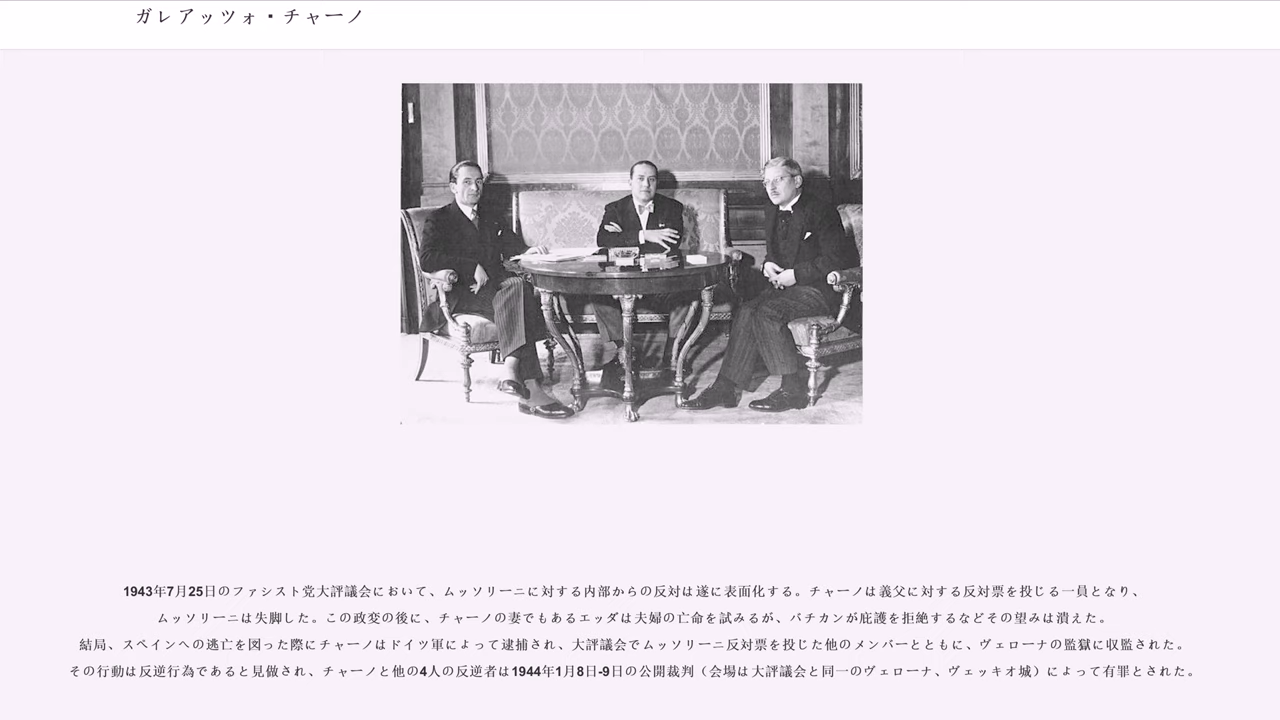 ガレアッツォ・チャーノ
1943年7月25日のファシスト党大評議会において、ムッソリーニに対する内部からの反対は遂に表面化する。チャーノは義父に対する反対票を投じる一員となり、
ムッソリーニは失脚した。この政変の後に、チャーノの妻でもあるエッダは夫婦の亡命を試みるが、バチカンが庇護を拒絶するなどその望みは潰えた。
結局、スペインへの逃亡を図った際にチャーノはドイツ軍によって逮捕され、大評議会でムッソリーニ反対票を投じた他のメンバーとともに、ヴェローナの監獄に収監された。
その行動は反逆行為であると見做され、チャーノと他の4人の反逆者は1944年1月8日-9日の公開裁判（会場は大評議会と同一のヴェローナ、ヴェッキオ城）によって有罪とされた。